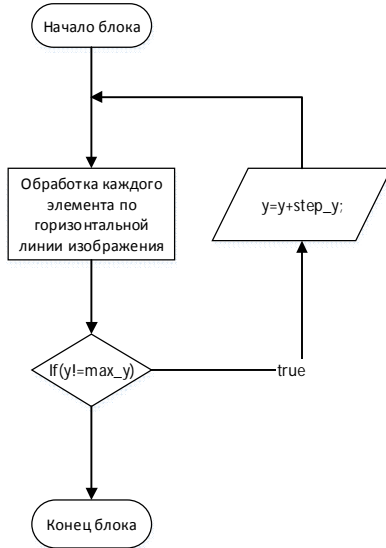 Начало блока
Обработка каждого
элемента по
горизонтальной
линии изображения
y=y+step_y;
If(y!=max_y)
true
Конец блока